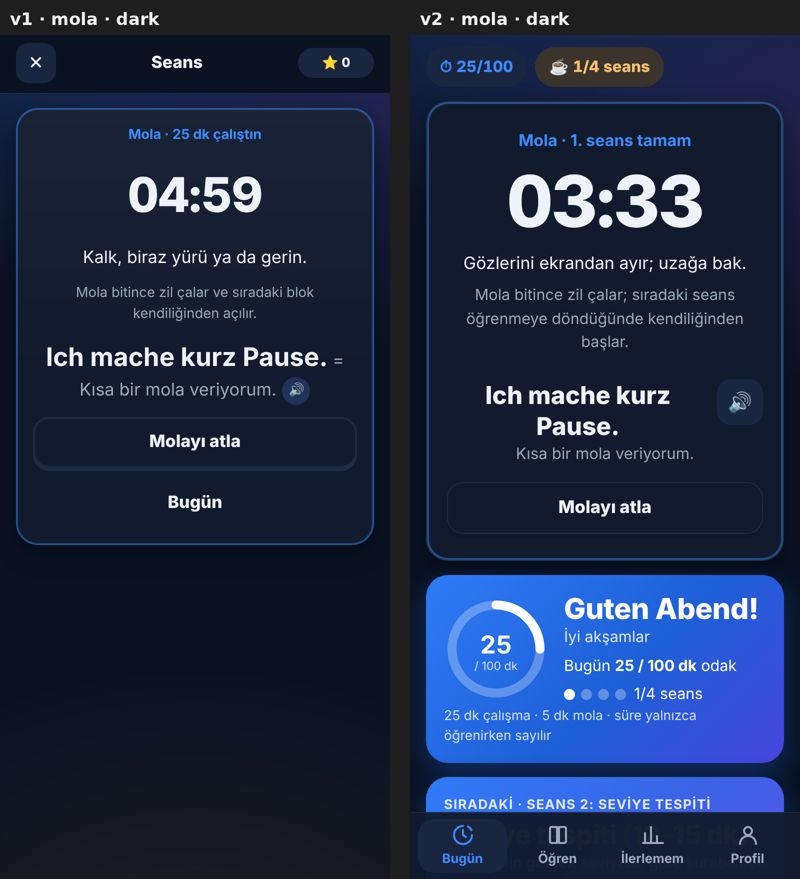 v1 · mola · dark
✕
Seans
⭐ 0
Mola · 25 dk çalıştın
04:59
Kalk, biraz yürü ya da gerin.
Mola bitince zil çalar ve sıradaki blok
kendiliğinden açılır.
Ich mache kurz Pause. =
Kısa bir mola veriyorum. 🔊
Molayı atla
Bugün
v2 · mola · dark
⏱ 25/100
☕ 1/4 seans
Mola · 1. seans tamam
03:33
Gözlerini ekrandan ayır; uzağa bak.
Mola bitince zil çalar; sıradaki seans
öğrenmeye döndüğünde kendiliğinden
başlar.
Ich mache kurz
Pause.
Kısa bir mola veriyorum.
Molayı atla
25
/ 100 dk
Guten Abend!
İyi akşamlar
Bugün 25 / 100 dk odak
1/4 seans
25 dk çalışma · 5 dk mola · süre yalnızca
öğrenirken sayılır
SIRADAKİ · SEANS 2: SEVİYE TESPİTİ
Bugün
Öğren
İlerlemem
Profil